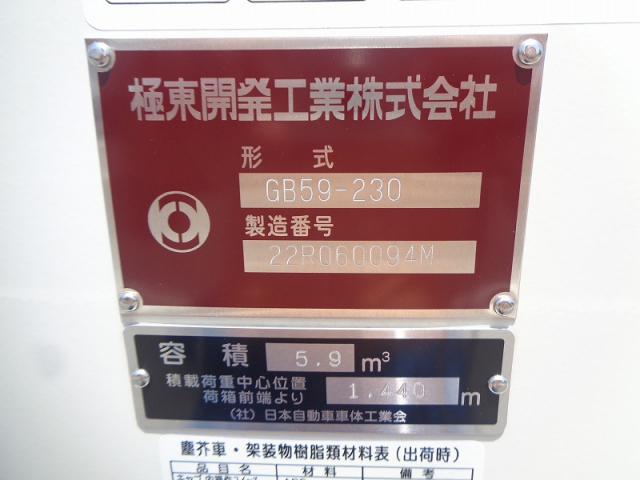 極東開発工業株式会社
形 式
GB59-230
製造番号
22R060094M
容 積 5.9 m³
積載荷重中心位置
荷箱前端より 1.440 m
(社) 日本自動車車体工業会
塵芥車・架装物樹脂類材料表(出荷時)
品 目 名 材 料 備 考